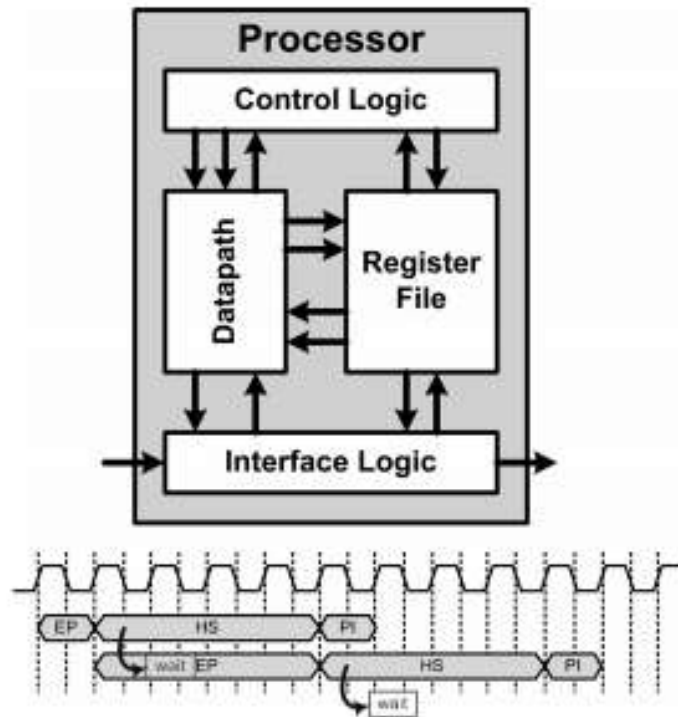 Processor
Control Logic
Datapath
Register
File
Interface Logic
EP HS PI
wait EP HS PI
wait